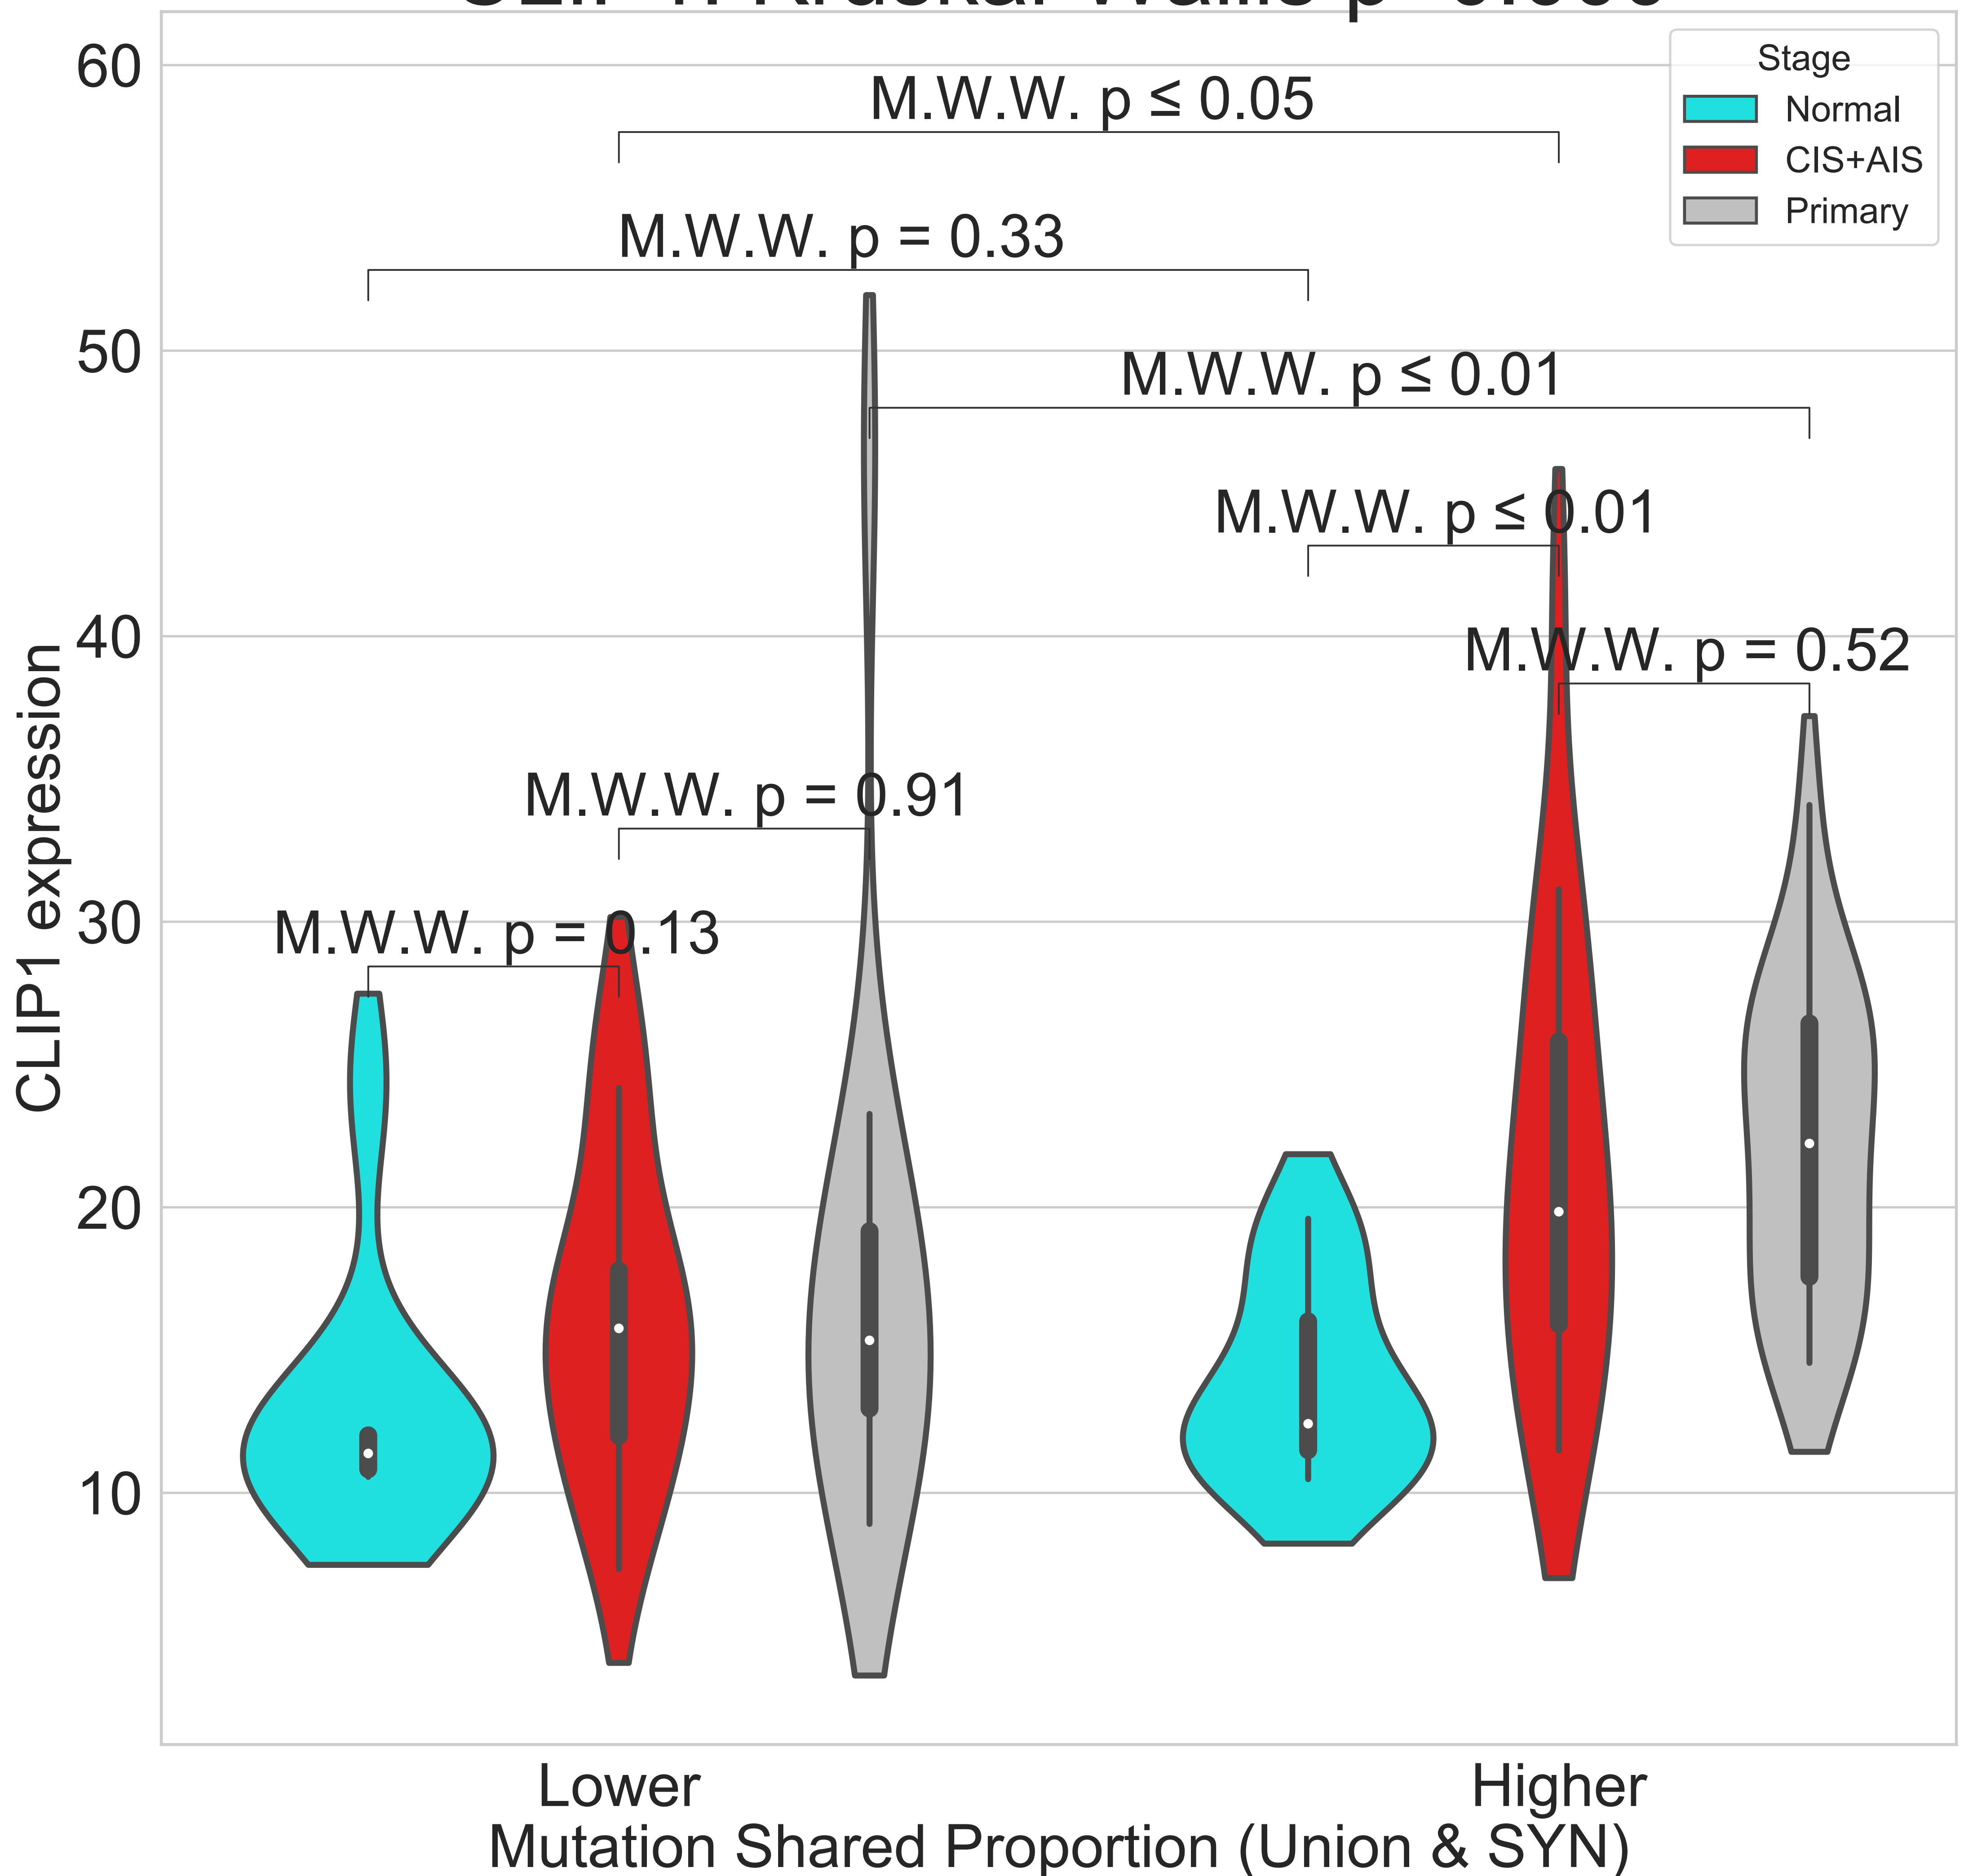 60
50
40
30
20
10
CLIP1 expression
M.W.W. p ≤ 0.05
M.W.W. p = 0.33
M.W.W. p ≤ 0.01
M.W.W. p ≤ 0.01
M.W.W. p = 0.52
M.W.W. p = 0.91
M.W.W. p = 0.13
Stage
Normal
CIS+AIS
Primary
Lower
Higher
Mutation Shared Proportion (Union & SYN)